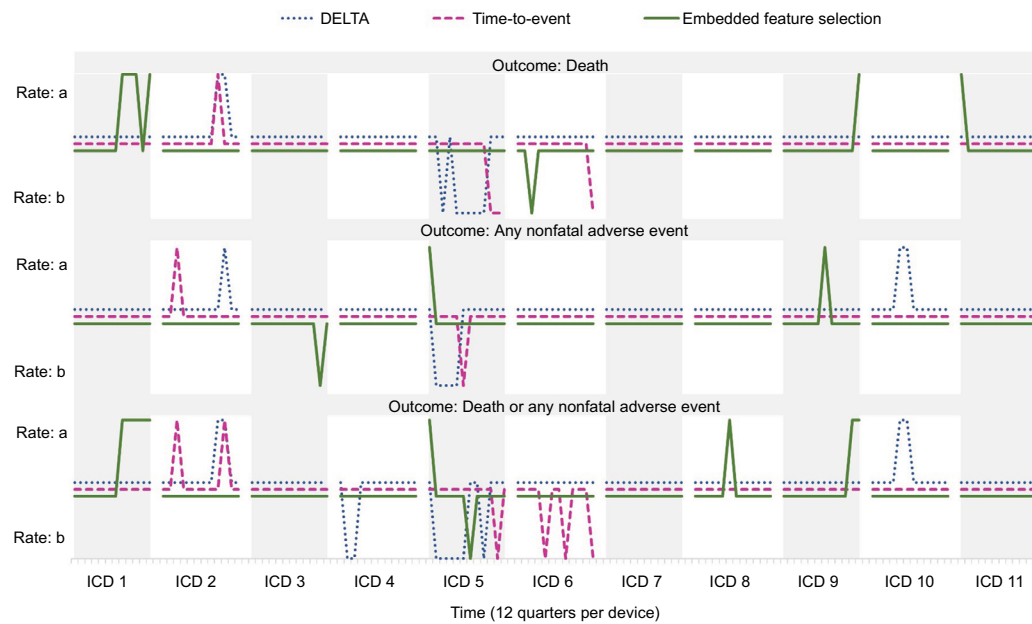 DELTA Time-to-event Embedded feature selection
Outcome: Death
Rate: a
Rate: b
Outcome: Any nonfatal adverse event
Rate: a
Rate: b
Outcome: Death or any nonfatal adverse event
Rate: a
Rate: b
ICD 1 ICD 2 ICD 3 ICD 4 ICD 5 ICD 6 ICD 7 ICD 8 ICD 9 ICD 10 ICD 11
Time (12 quarters per device)